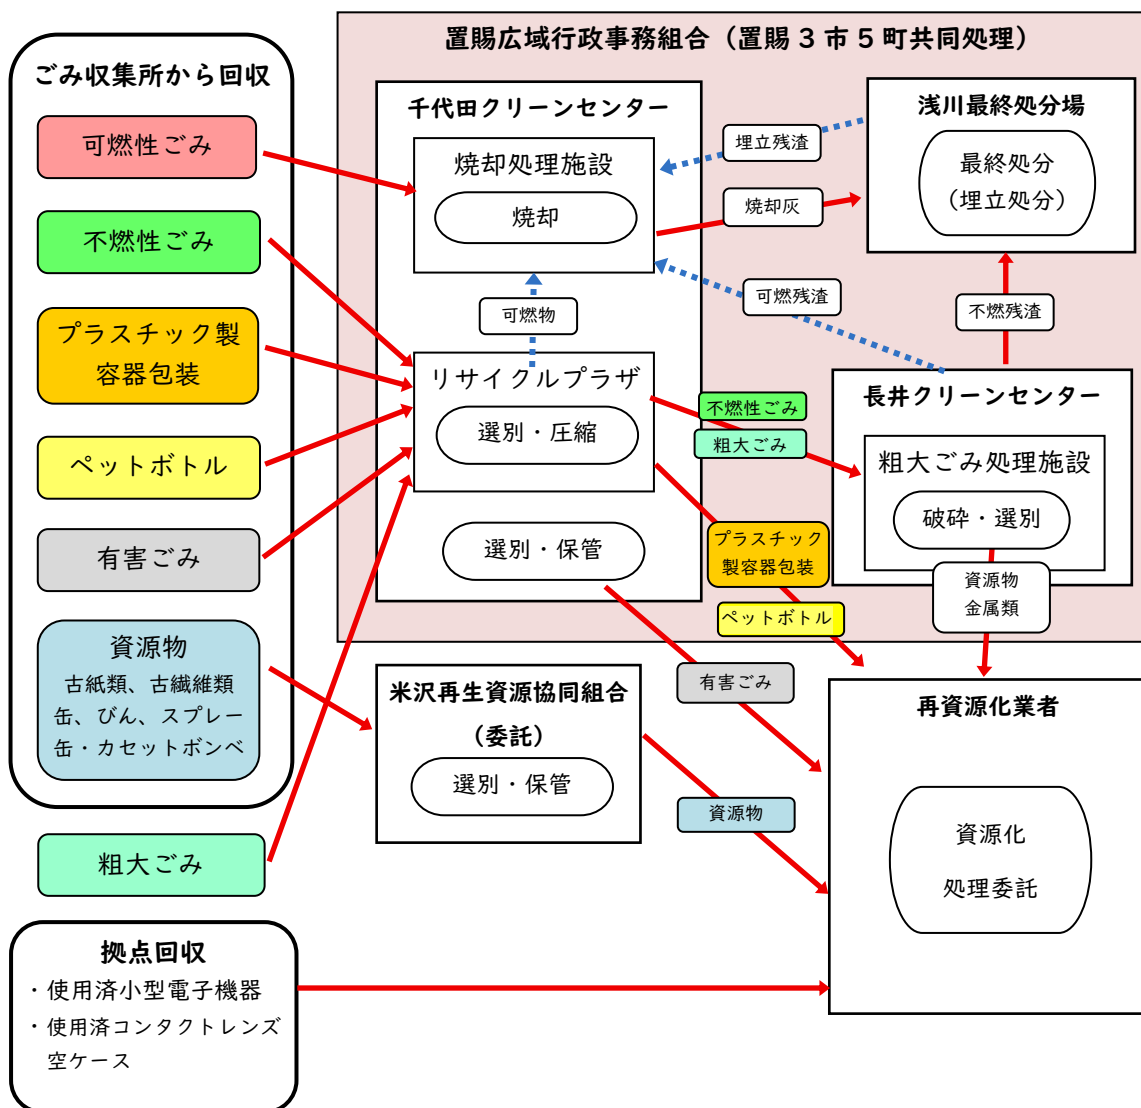 置賜広域行政事務組合（置賜３市５町共同処理）
ごみ収集所から回収
可燃性ごみ
不燃性ごみ
プラスチック製
容器包装
ペットボトル
有害ごみ
資源物
古紙類、古繊維類
缶、びん、スプレー
缶・カセットボンベ
粗大ごみ
拠点回収
・使用済小型電子機器
・使用済コンタクトレンズ
空ケース
千代田クリーンセンター
焼却処理施設
焼却
可燃物
リサイクルプラザ
選別・圧縮
選別・保管
埋立残渣
焼却灰
可燃残渣
不燃残渣
浅川最終処分場
最終処分
（埋立処分）
長井クリーンセンター
粗大ごみ処理施設
破砕・選別
資源物
金属類
不燃性ごみ
粗大ごみ
プラスチック
製容器包装
ペットボトル
有害ごみ
米沢再生資源協同組合
（委託）
選別・保管
資源物
再資源化業者
資源化
処理委託